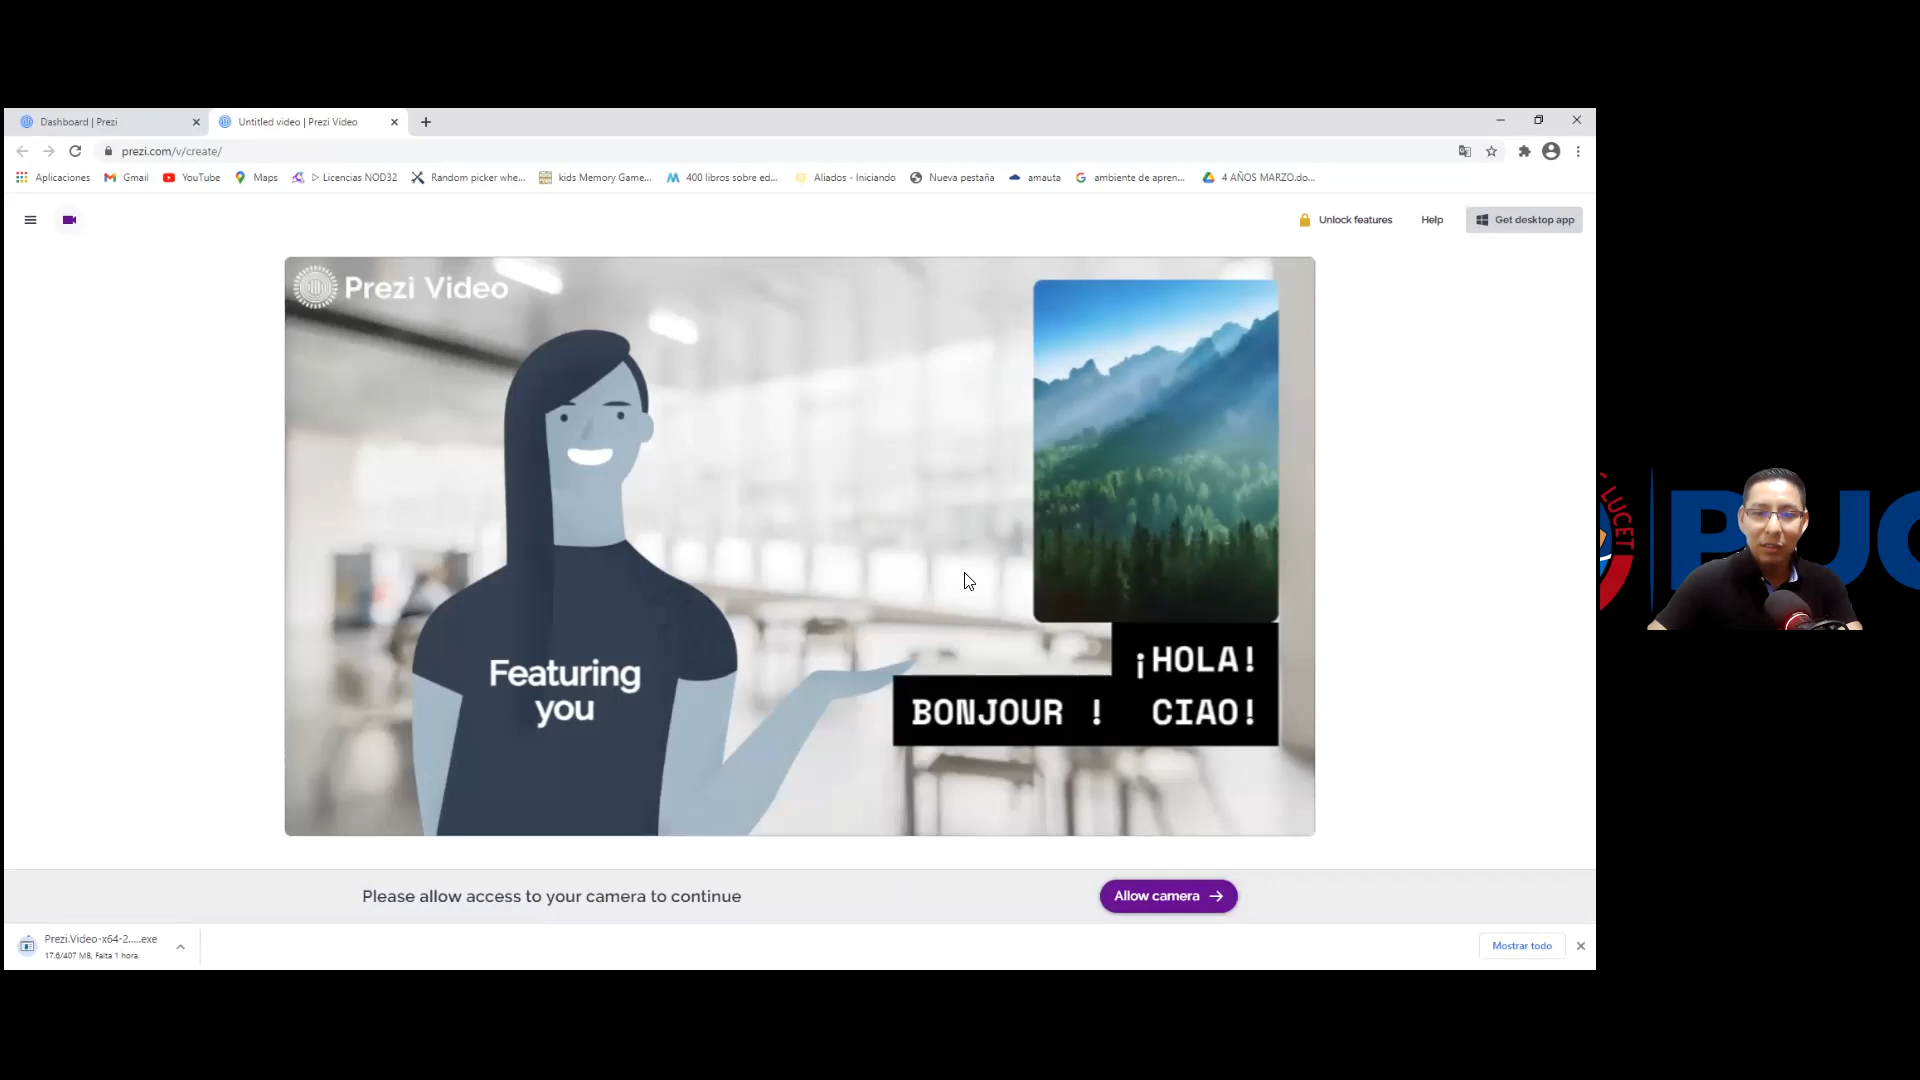 Dashboard | Prezi
Untitled video | Prezi Video
prezi.com/v/create/
Aplicaciones
Gmail
YouTube
Maps
Licencias NOD32
Random picker whe...
kids Memory Game...
400 libros sobre ed...
Aliados - Iniciando
Nueva pestaña
amauta
ambiente de apren...
4 AÑOS MARZO.do...
Unlock features
Help
Get desktop app
Prezi Video
Featuring
you
¡HOLA!
BONJOUR ! CIAO!
LUCET
Please allow access to your camera to continue
Allow camera
Prezi.Video-x64-2.....exe
17.6/407 MB, Falta 1 hora.
Mostrar todo